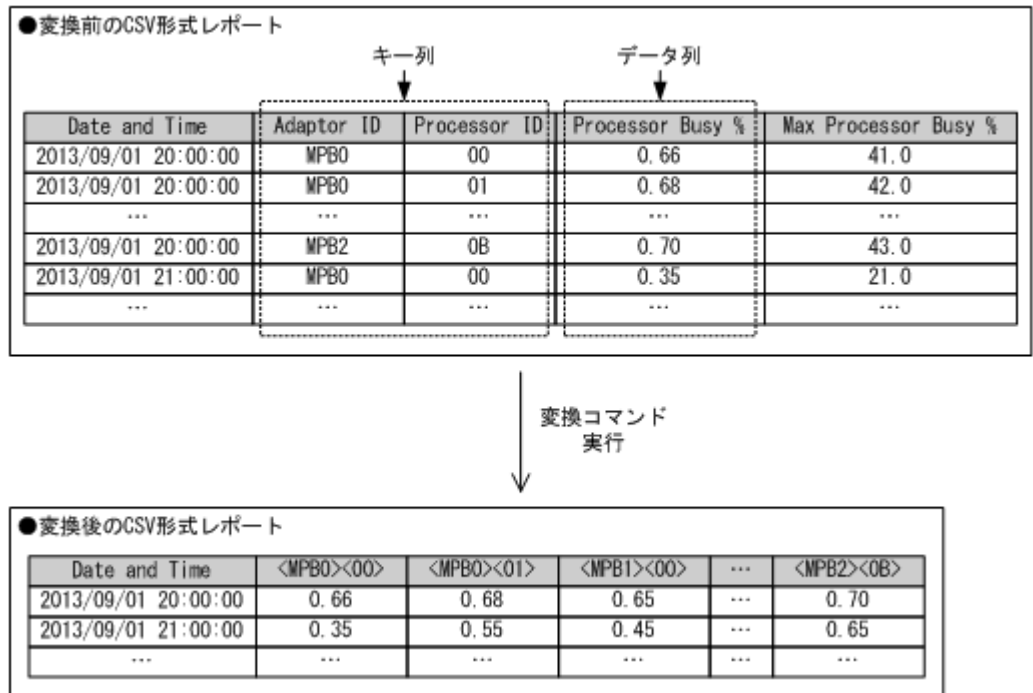 ●変換前のCSV形式レポート
キー列 データ列
Date and Time Adaptor ID Processor ID Processor Busy % Max Processor Busy %
2013/09/01 20:00:00 MPB0 00 0.66 41.0
2013/09/01 20:00:00 MPB0 01 0.68 42.0
… … … … …
2013/09/01 20:00:00 MPB2 0B 0.70 43.0
2013/09/01 21:00:00 MPB0 00 0.35 21.0
… … … … …
変換コマンド
実行
●変換後のCSV形式レポート
Date and Time <MPB0><00> <MPB0><01> <MPB1><00> … <MPB2><0B>
2013/09/01 20:00:00 0.66 0.68 0.65 … 0.70
2013/09/01 21:00:00 0.35 0.55 0.45 … 0.65
… … … … … …